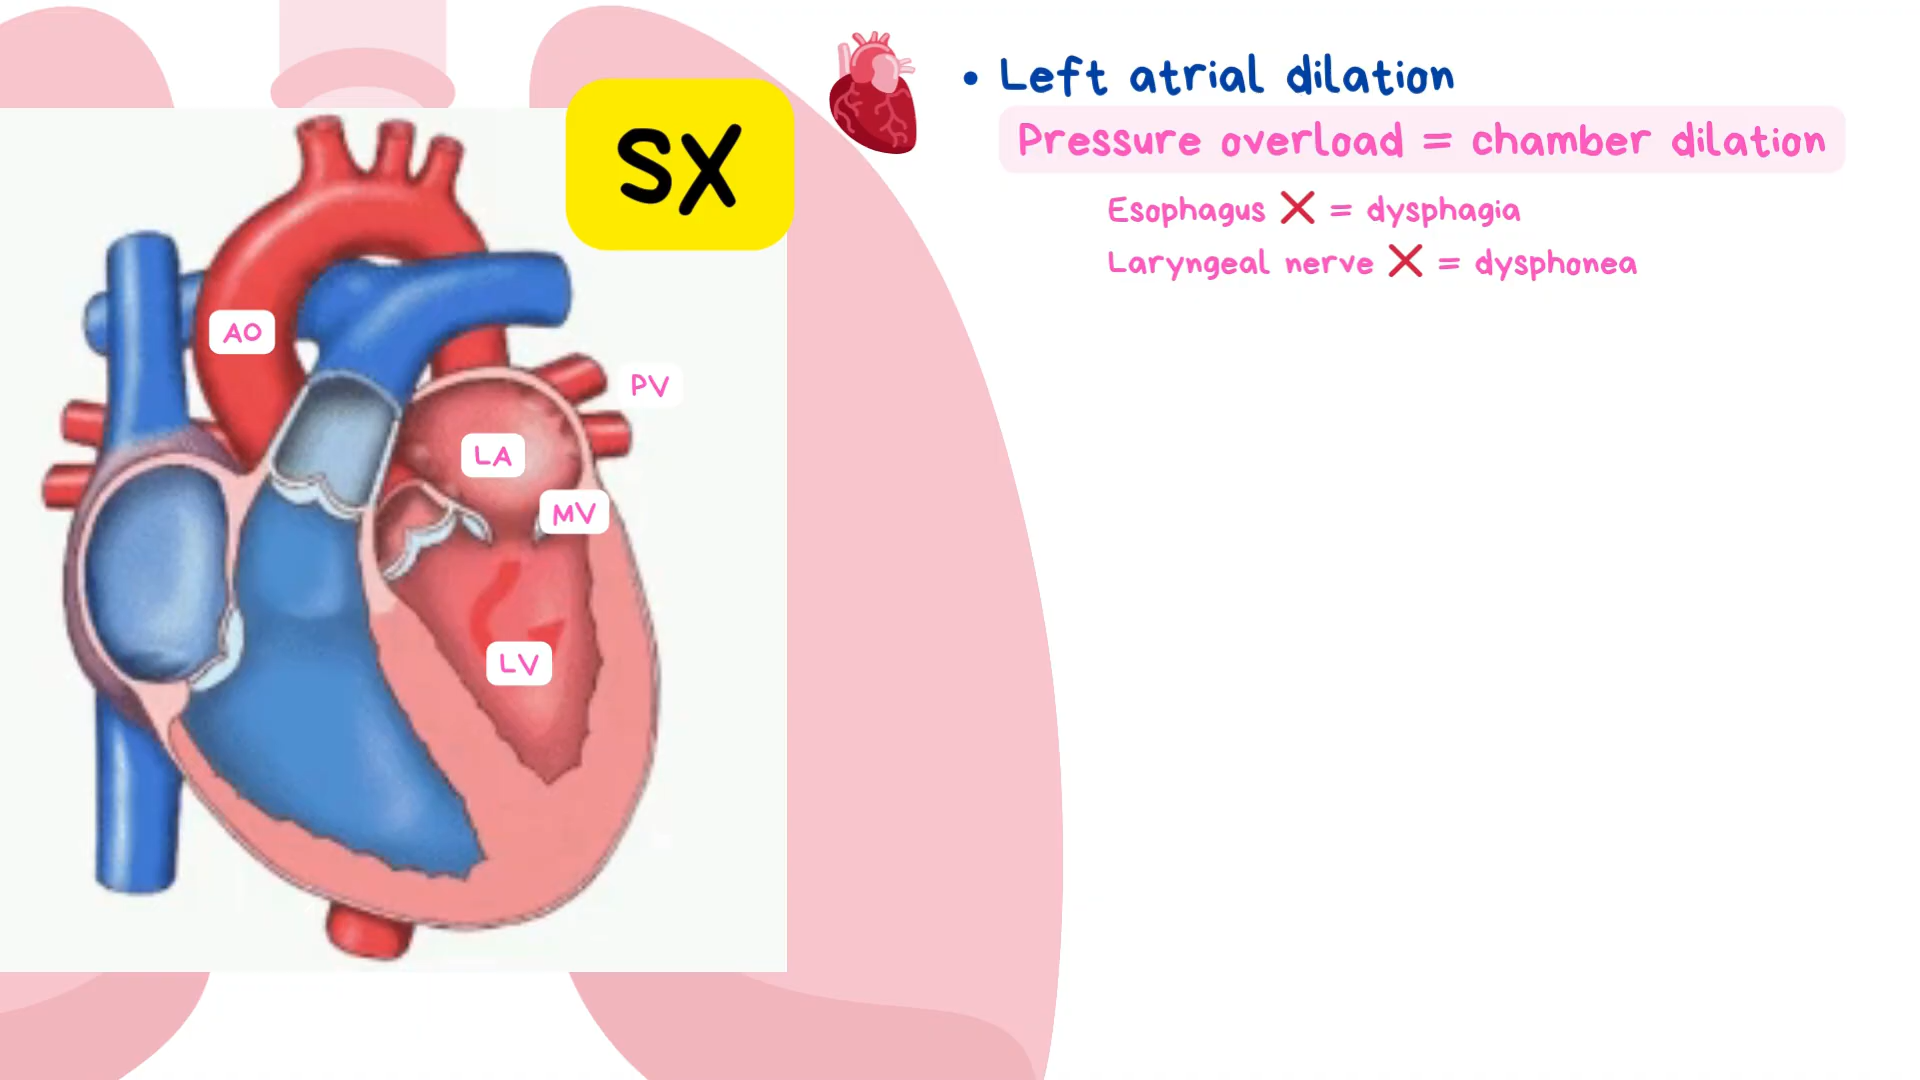 SX
AO
PV
LA
MV
LV
• Left atrial dilation
Pressure overload = chamber dilation
Esophagus ❌ = dysphagia
Laryngeal nerve ❌ = dysphonea